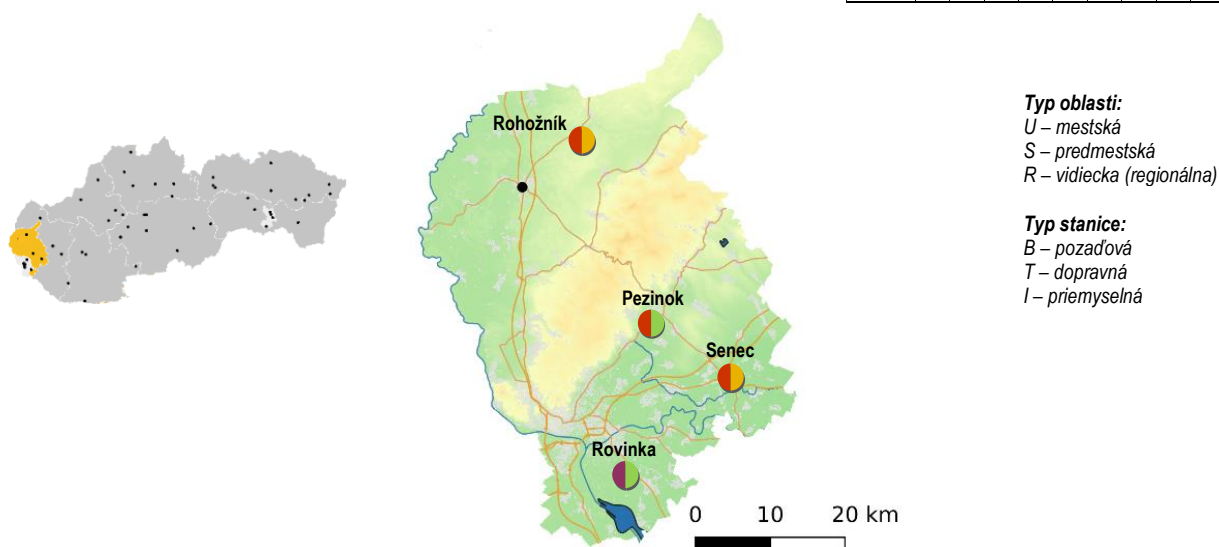 Rohožník
Pezinok
Senec
Rovinka
0 10 20 km
Typ oblasti:
U – mestská
S – predmestská
R – vidiecka (regionálna)
Typ stanice:
B – pozaďová
T – dopravná
I – priemyselná